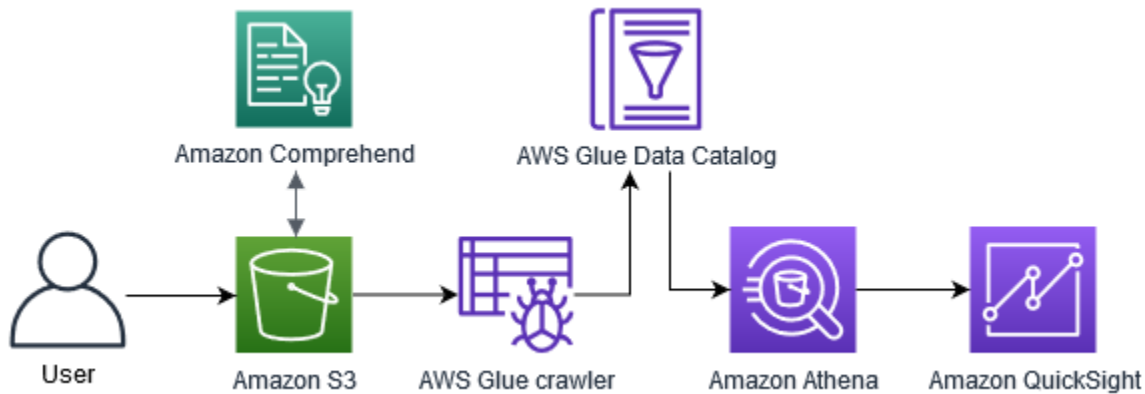 Amazon Comprehend
AWS Glue Data Catalog
User
Amazon S3
AWS Glue crawler
Amazon Athena
Amazon QuickSight